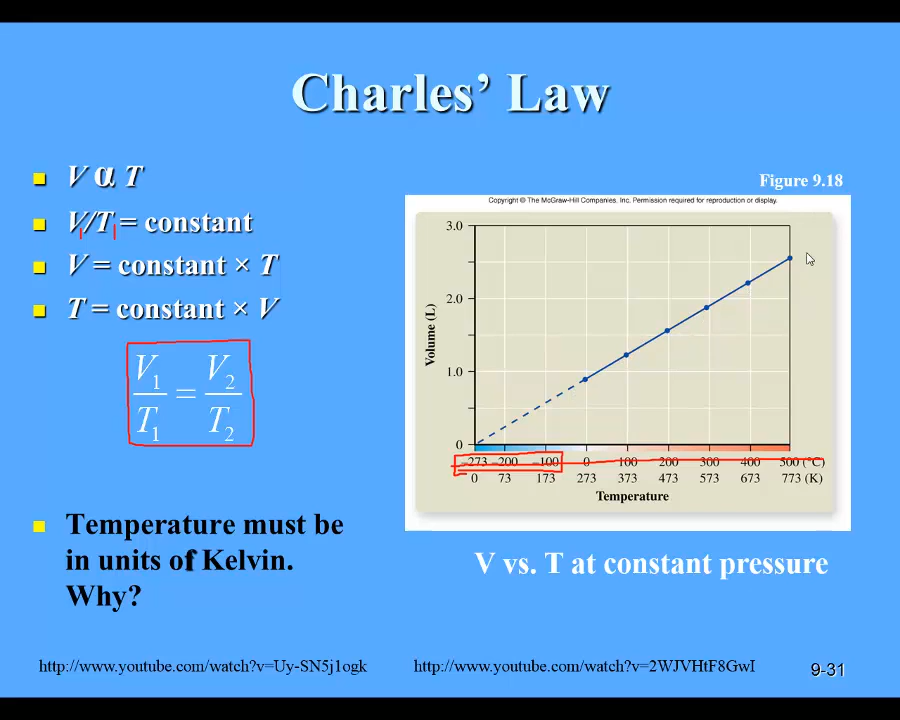 Charles’ Law
V α T
V/T = constant
V = constant × T
T = constant × V
V1/T1 = V2/T2
Temperature must be
in units of Kelvin.
Why?
Figure 9.18
Copyright © The McGraw-Hill Companies, Inc. Permission required for reproduction or display.
3.0
2.0
1.0
0
Volume (L)
–273 –200 –100 0 100 200 300 400 500 (°C)
0 73 173 273 373 473 573 673 773 (K)
Temperature
V vs. T at constant pressure
http://www.youtube.com/watch?v=Uy-SN5j1ogk
http://www.youtube.com/watch?v=2WJVHtF8GwI
9-31